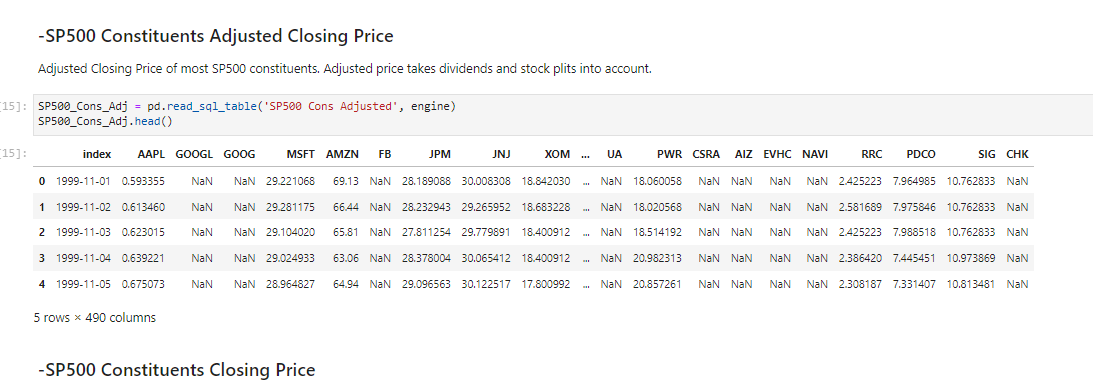 -SP500 Constituents Adjusted Closing Price
Adjusted Closing Price of most SP500 constituents. Adjusted price takes dividends and stock plits into account.
[15]: SP500_Cons_Adj = pd.read_sql_table('SP500 Cons Adjusted', engine)
SP500_Cons_Adj.head()
[15]: index AAPL GOOGL GOOG MSFT AMZN FB JPM JNJ XOM ... UA PWR CSRA AIZ EVHC NAVI RRC PDCO SIG CHK
0 1999-11-01 0.593355 NaN NaN 29.221068 69.13 NaN 28.189088 30.008308 18.842030 ... NaN 18.060058 NaN NaN NaN NaN 2.425223 7.964985 10.762833 NaN
1 1999-11-02 0.613460 NaN NaN 29.281175 66.44 NaN 28.232943 29.265952 18.683228 ... NaN 18.020568 NaN NaN NaN NaN 2.581689 7.975846 10.762833 NaN
2 1999-11-03 0.623015 NaN NaN 29.104020 65.81 NaN 27.811254 29.779891 18.400912 ... NaN 18.514192 NaN NaN NaN NaN 2.425223 7.988518 10.762833 NaN
3 1999-11-04 0.639221 NaN NaN 29.024933 63.06 NaN 28.378004 30.065412 18.400912 ... NaN 20.982313 NaN NaN NaN NaN 2.386420 7.445451 10.973869 NaN
4 1999-11-05 0.675073 NaN NaN 28.964827 64.94 NaN 29.096563 30.122517 17.800992 ... NaN 20.857261 NaN NaN NaN NaN 2.308187 7.331407 10.813481 NaN
5 rows × 490 columns
-SP500 Constituents Closing Price